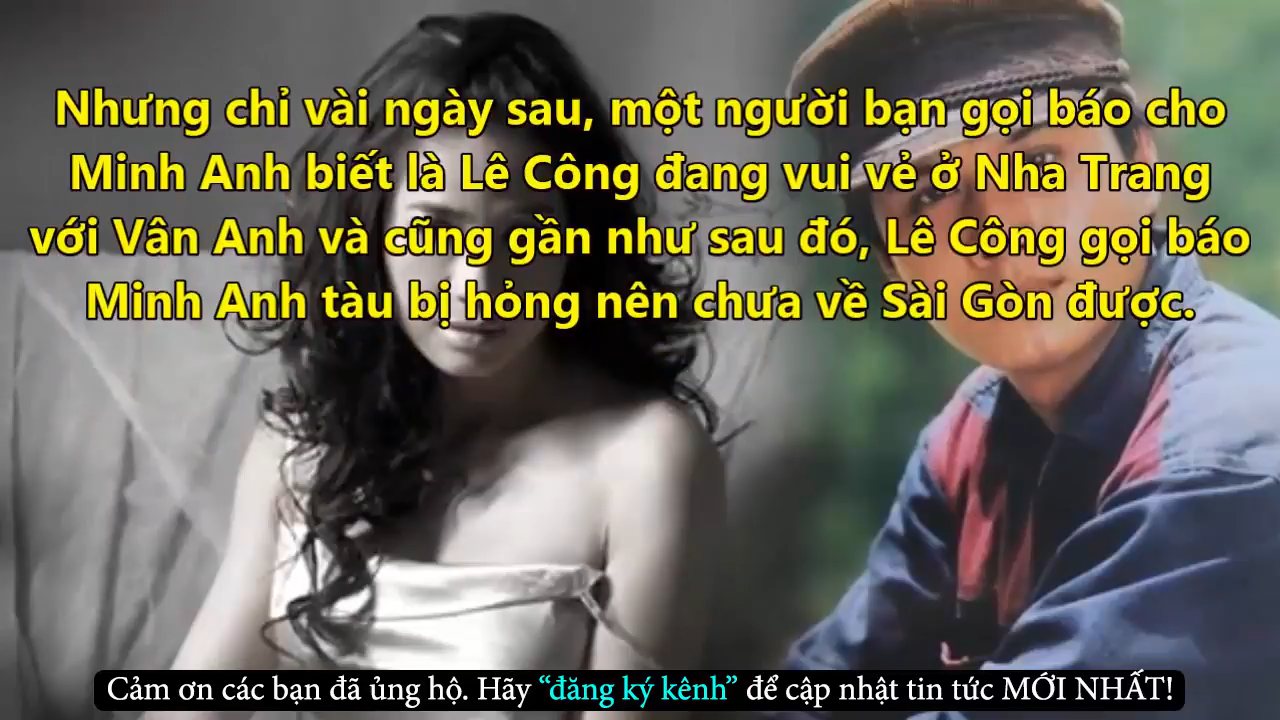 Nhưng chỉ vài ngày sau, một người bạn gọi báo cho
Minh Anh biết là Lê Công đang vui vẻ ở Nha Trang
với Vân Anh và cũng gần như sau đó, Lê Công gọi báo
Minh Anh tàu bị hỏng nên chưa về Sài Gòn được.
Cảm ơn các bạn đã ủng hộ. Hãy “đăng ký kênh” để cập nhật tin tức MỚI NHẤT!